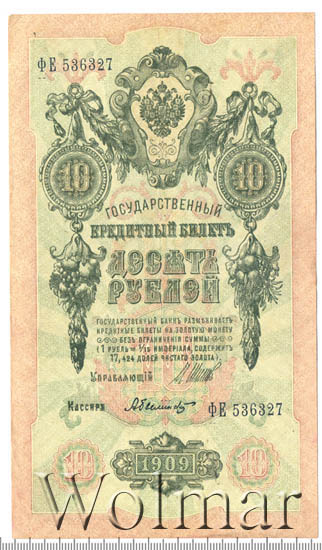 ФЕ 536327
10 10
ГОСУДАРСТВЕННЫЙ
КРЕДИТНЫЙ БИЛЕТЪ
ДЕСЯТЬ
РУБЛЕЙ
ГОСУДАРСТВЕННЫЙ БАНКЪ РАЗМѢНИВАЕТЪ
КРЕДИТНЫЕ БИЛЕТЫ НА ЗОЛОТУЮ МОНЕТУ
БЕЗЪ ОГРАНИЧЕНІЯ СУММЫ
(1 РУБЛЬ = 1/15 ИМПЕРІАЛА, СОДЕРЖИТЪ
17,424 ДОЛЕЙ ЧИСТАГО ЗОЛОТА).
УПРАВЛЯЮЩІЙ
КАССИРЪ
ФЕ 536327
10 1909 10
Wolmar